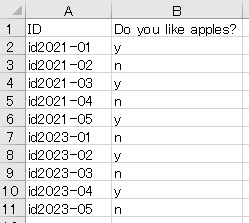 A B
1 ID Do you like apples?
2 id2021-01 y
3 id2021-02 n
4 id2021-03 y
5 id2021-04 n
6 id2021-05 y
7 id2023-01 n
8 id2023-02 y
9 id2023-03 n
10 id2023-04 y
11 id2023-05 n